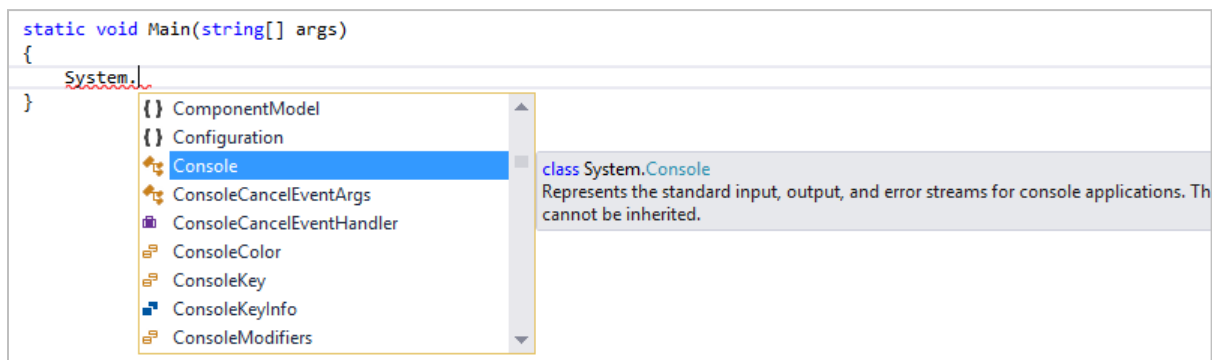 static void Main(string[] args)
{
System.
}
{} ComponentModel
{} Configuration
Console
ConsoleCancelEventArgs
ConsoleCancelEventHandler
ConsoleColor
ConsoleKey
ConsoleKeyInfo
ConsoleModifiers
class System.Console
Represents the standard input, output, and error streams for console applications. Th
cannot be inherited.